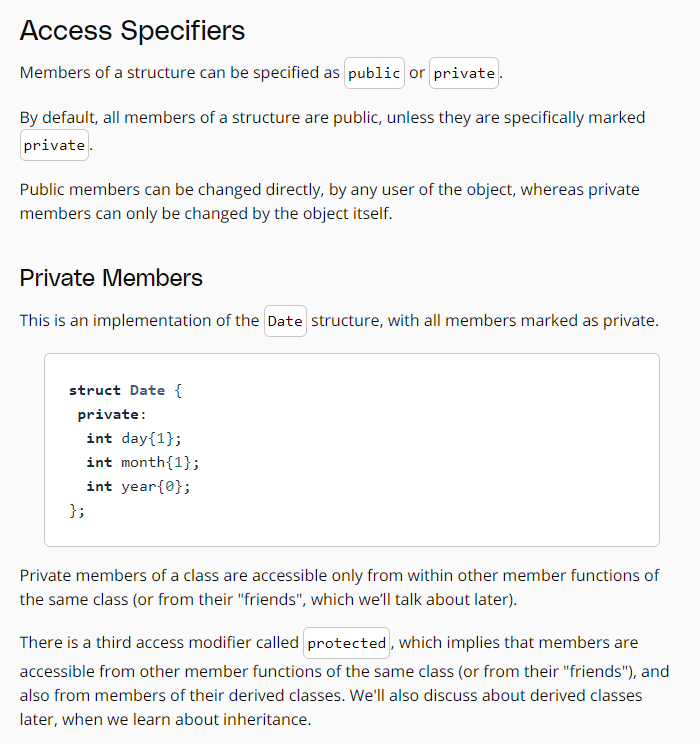 Access Specifiers
Members of a structure can be specified as public or private.
By default, all members of a structure are public, unless they are specifically marked
private.
Public members can be changed directly, by any user of the object, whereas private
members can only be changed by the object itself.
Private Members
This is an implementation of the Date structure, with all members marked as private.
struct Date {
 private:
  int day{1};
  int month{1};
  int year{0};
};
Private members of a class are accessible only from within other member functions of
the same class (or from their "friends", which we’ll talk about later).
There is a third access modifier called protected, which implies that members are
accessible from other member functions of the same class (or from their "friends"), and
also from members of their derived classes. We'll also discuss about derived classes
later, when we learn about inheritance.